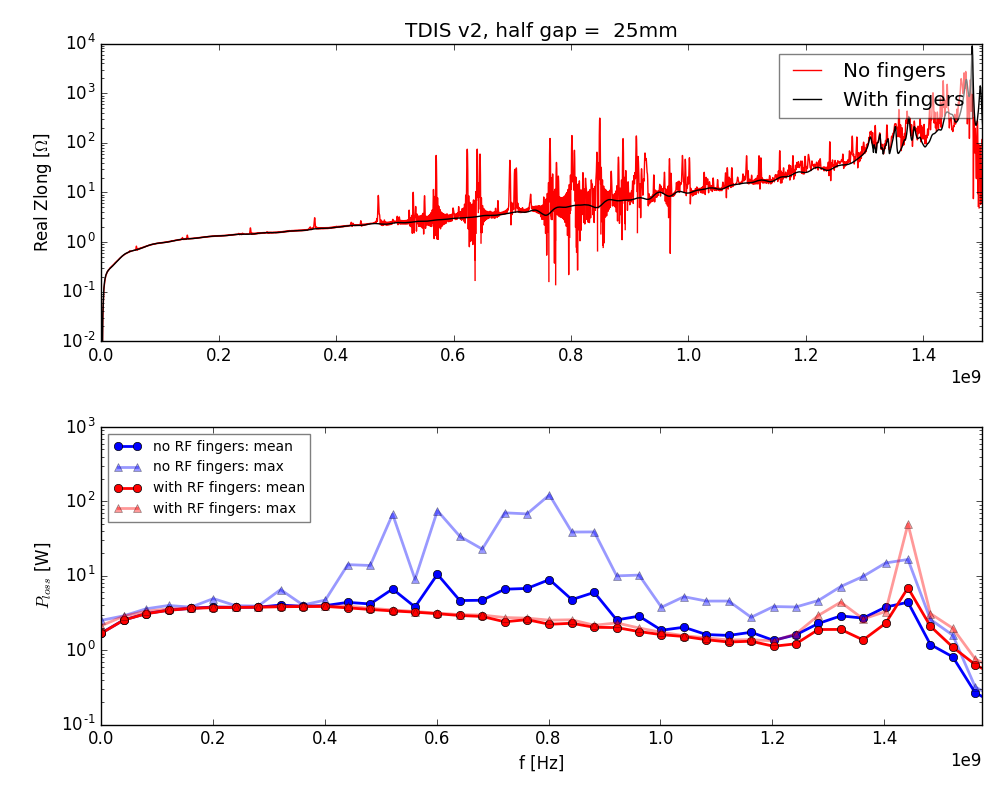 TDIS v2, half gap =  25mm
10^4
10^3
10^2
10^1
10^0
10^-1
10^-2
Real Zlong [Ω]
No fingers
With fingers
0.0 0.2 0.4 0.6 0.8 1.0 1.2 1.4
1e9
10^3
10^2
10^1
10^0
10^-1
P_loss [W]
no RF fingers: mean
no RF fingers: max
with RF fingers: mean
with RF fingers: max
0.0 0.2 0.4 0.6 0.8 1.0 1.2 1.4
1e9
f [Hz]